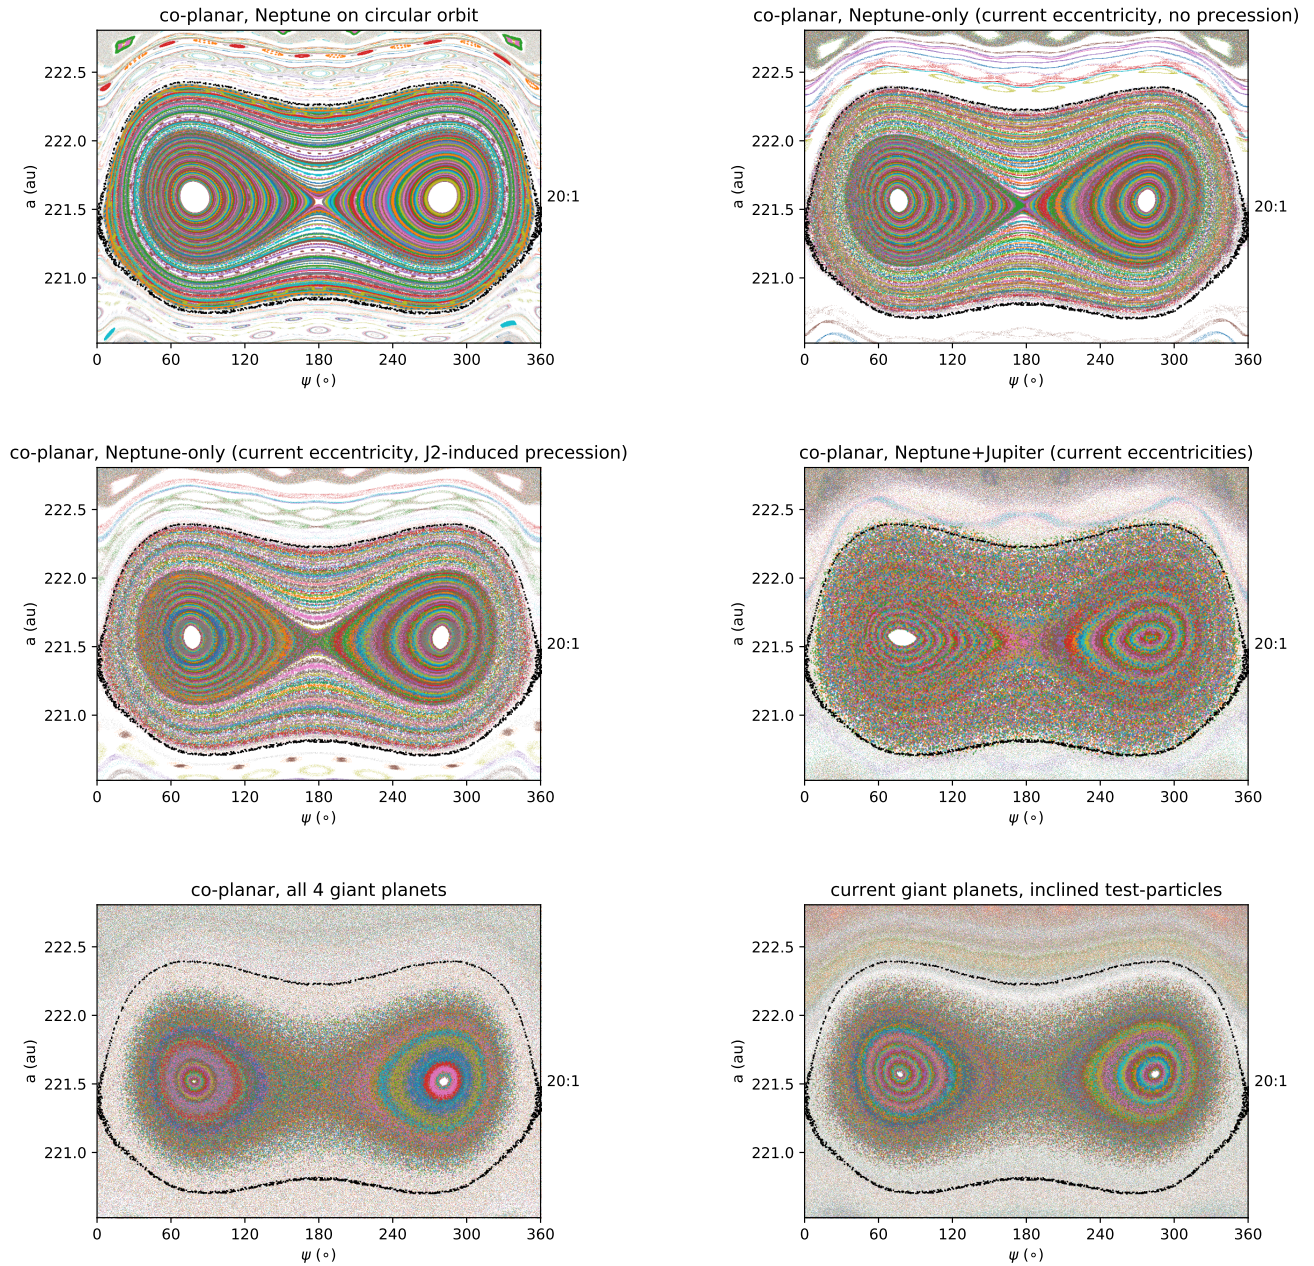 co-planar, Neptune on circular orbit
222.5
222.0
221.5
221.0
a (au)
20:1
0 60 120 180 240 300 360
ψ (∘)
co-planar, Neptune-only (current eccentricity, no precession)
222.5
222.0
221.5
221.0
a (au)
20:1
0 60 120 180 240 300 360
ψ (∘)
co-planar, Neptune-only (current eccentricity, J2-induced precession)
222.5
222.0
221.5
221.0
a (au)
20:1
0 60 120 180 240 300 360
ψ (∘)
co-planar, Neptune+Jupiter (current eccentricities)
222.5
222.0
221.5
221.0
a (au)
20:1
0 60 120 180 240 300 360
ψ (∘)
co-planar, all 4 giant planets
222.5
222.0
221.5
221.0
a (au)
20:1
0 60 120 180 240 300 360
ψ (∘)
current giant planets, inclined test-particles
222.5
222.0
221.5
221.0
a (au)
20:1
0 60 120 180 240 300 360
ψ (∘)